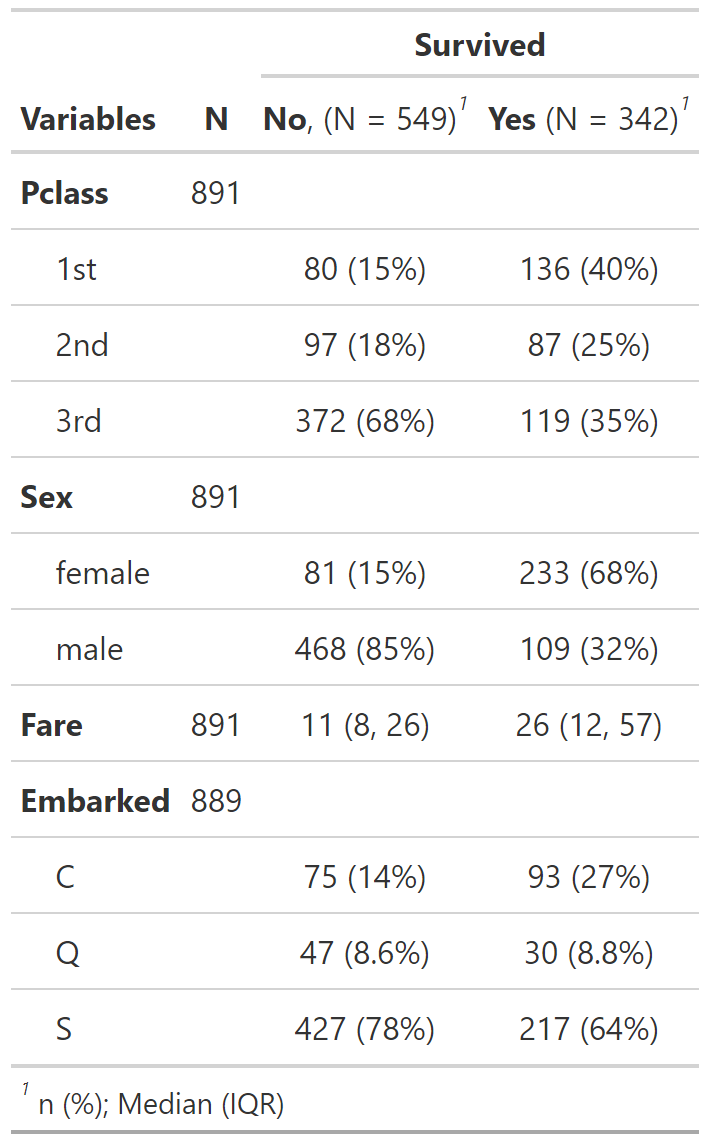 Survived
Variables N No, (N = 549)1 Yes (N = 342)1
Pclass 891
1st 80 (15%) 136 (40%)
2nd 97 (18%) 87 (25%)
3rd 372 (68%) 119 (35%)
Sex 891
female 81 (15%) 233 (68%)
male 468 (85%) 109 (32%)
Fare 891 11 (8, 26) 26 (12, 57)
Embarked 889
C 75 (14%) 93 (27%)
Q 47 (8.6%) 30 (8.8%)
S 427 (78%) 217 (64%)
1 n (%); Median (IQR)